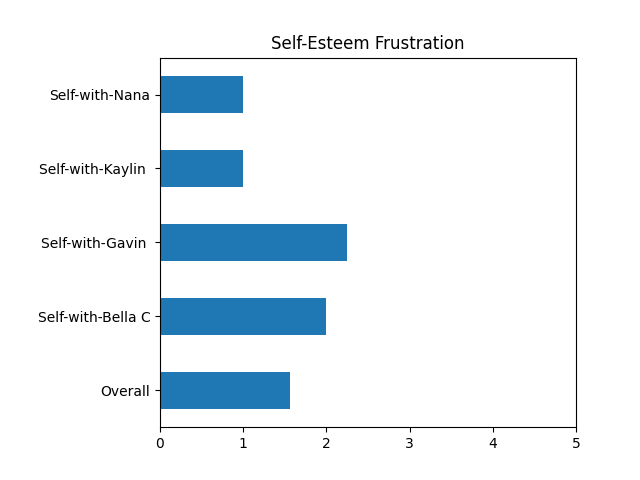 Self-Esteem Frustration
Self-with-Nana
Self-with-Kaylin
Self-with-Gavin
Self-with-Bella C
Overall
0 1 2 3 4 5